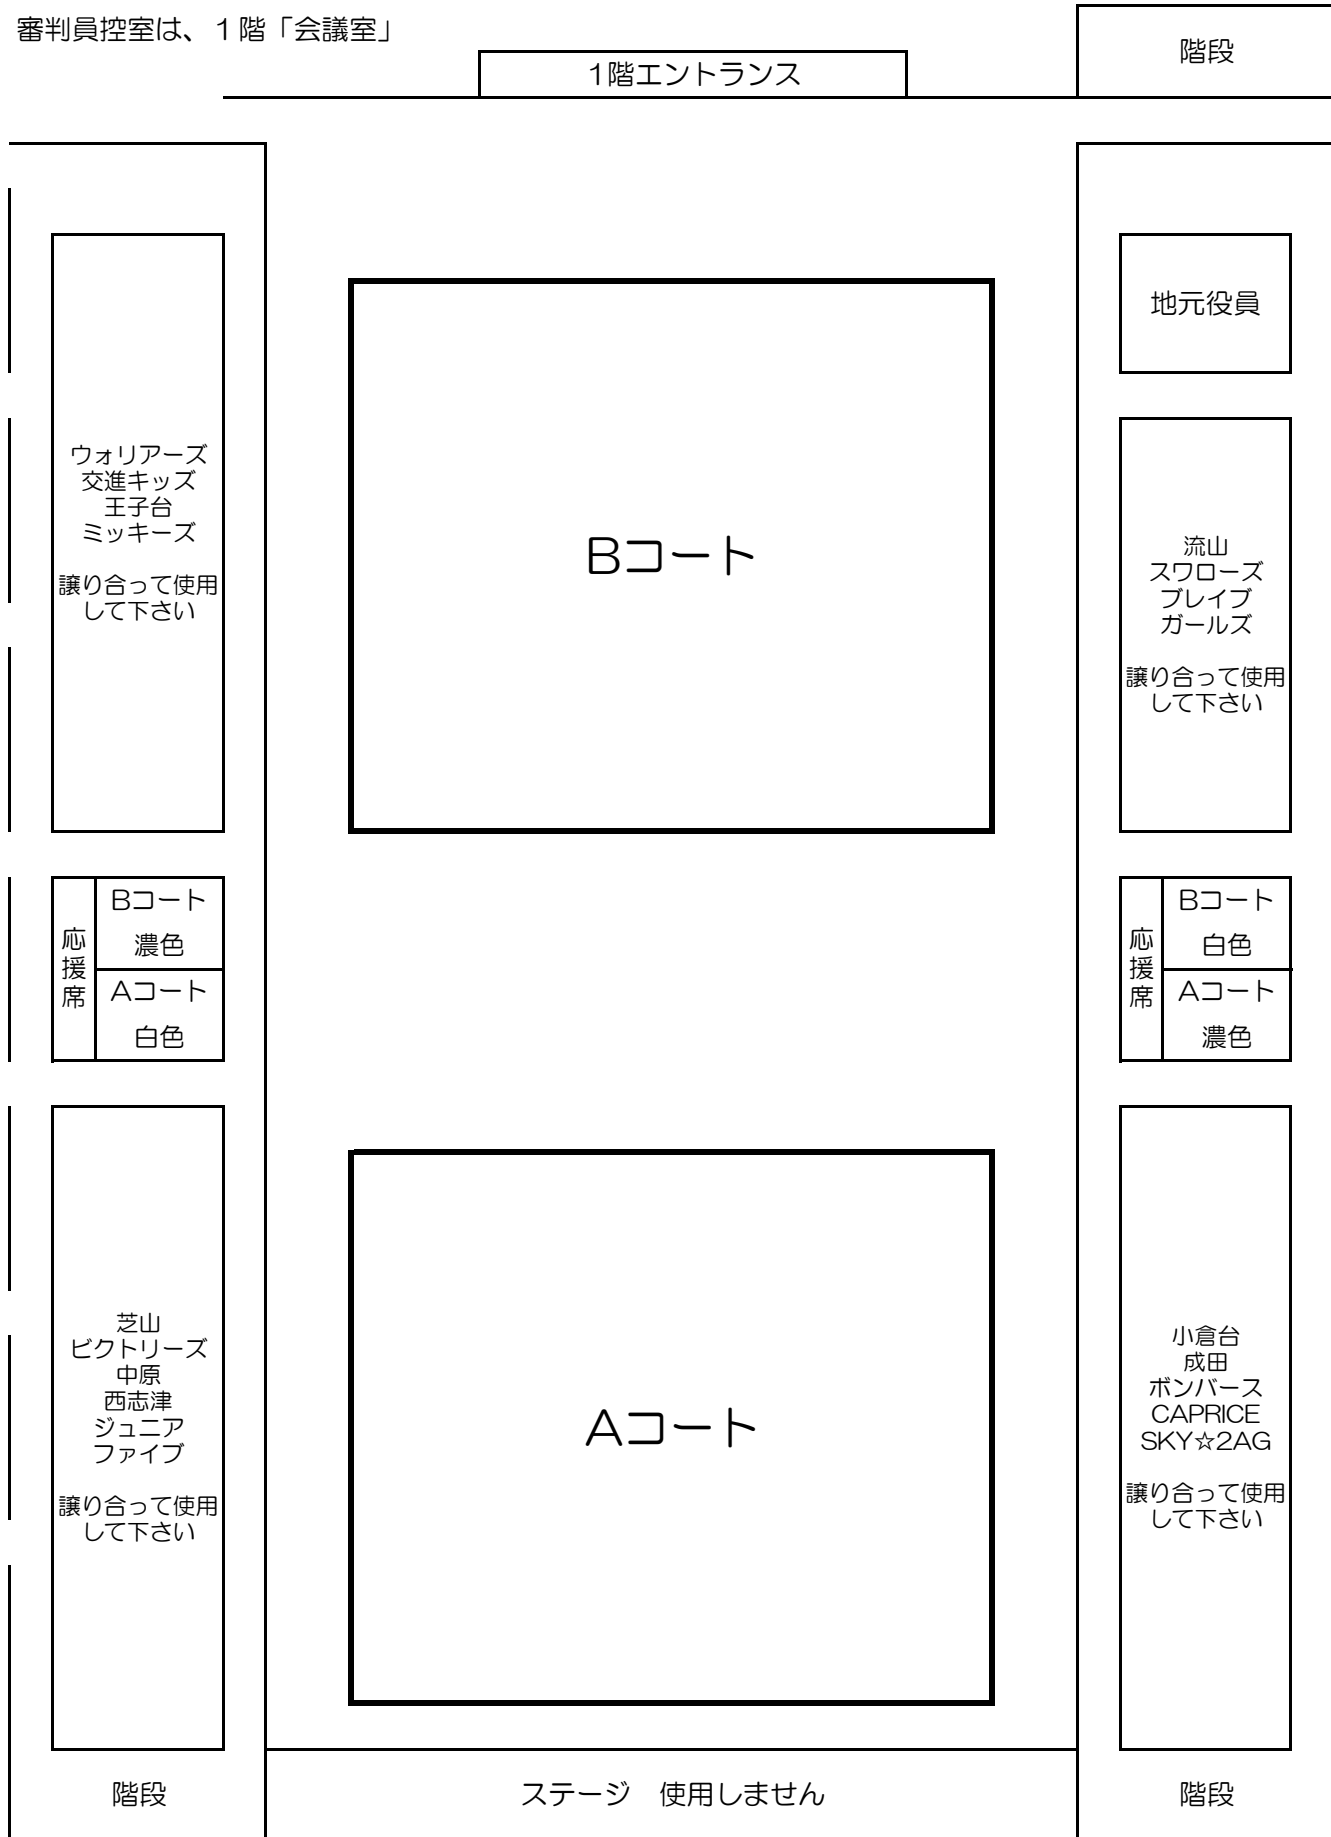 審判員控室は、１階「会議室」
1階エントランス
階段
地元役員
ウォリアーズ
交進キッズ
王子台
ミッキーズ
譲り合って使用
して下さい
Bコート
流山
スワローズ
ブレイブ
ガールズ
譲り合って使用
して下さい
応援席
Bコート
濃色
Aコート
白色
応援席
Bコート
白色
Aコート
濃色
芝山
ビクトリーズ
中原
西志津
ジュニア
ファイブ
譲り合って使用
して下さい
Aコート
小倉台
成田
ボンバース
CAPRICE
SKY☆2AG
譲り合って使用
して下さい
階段
ステージ　使用しません
階段